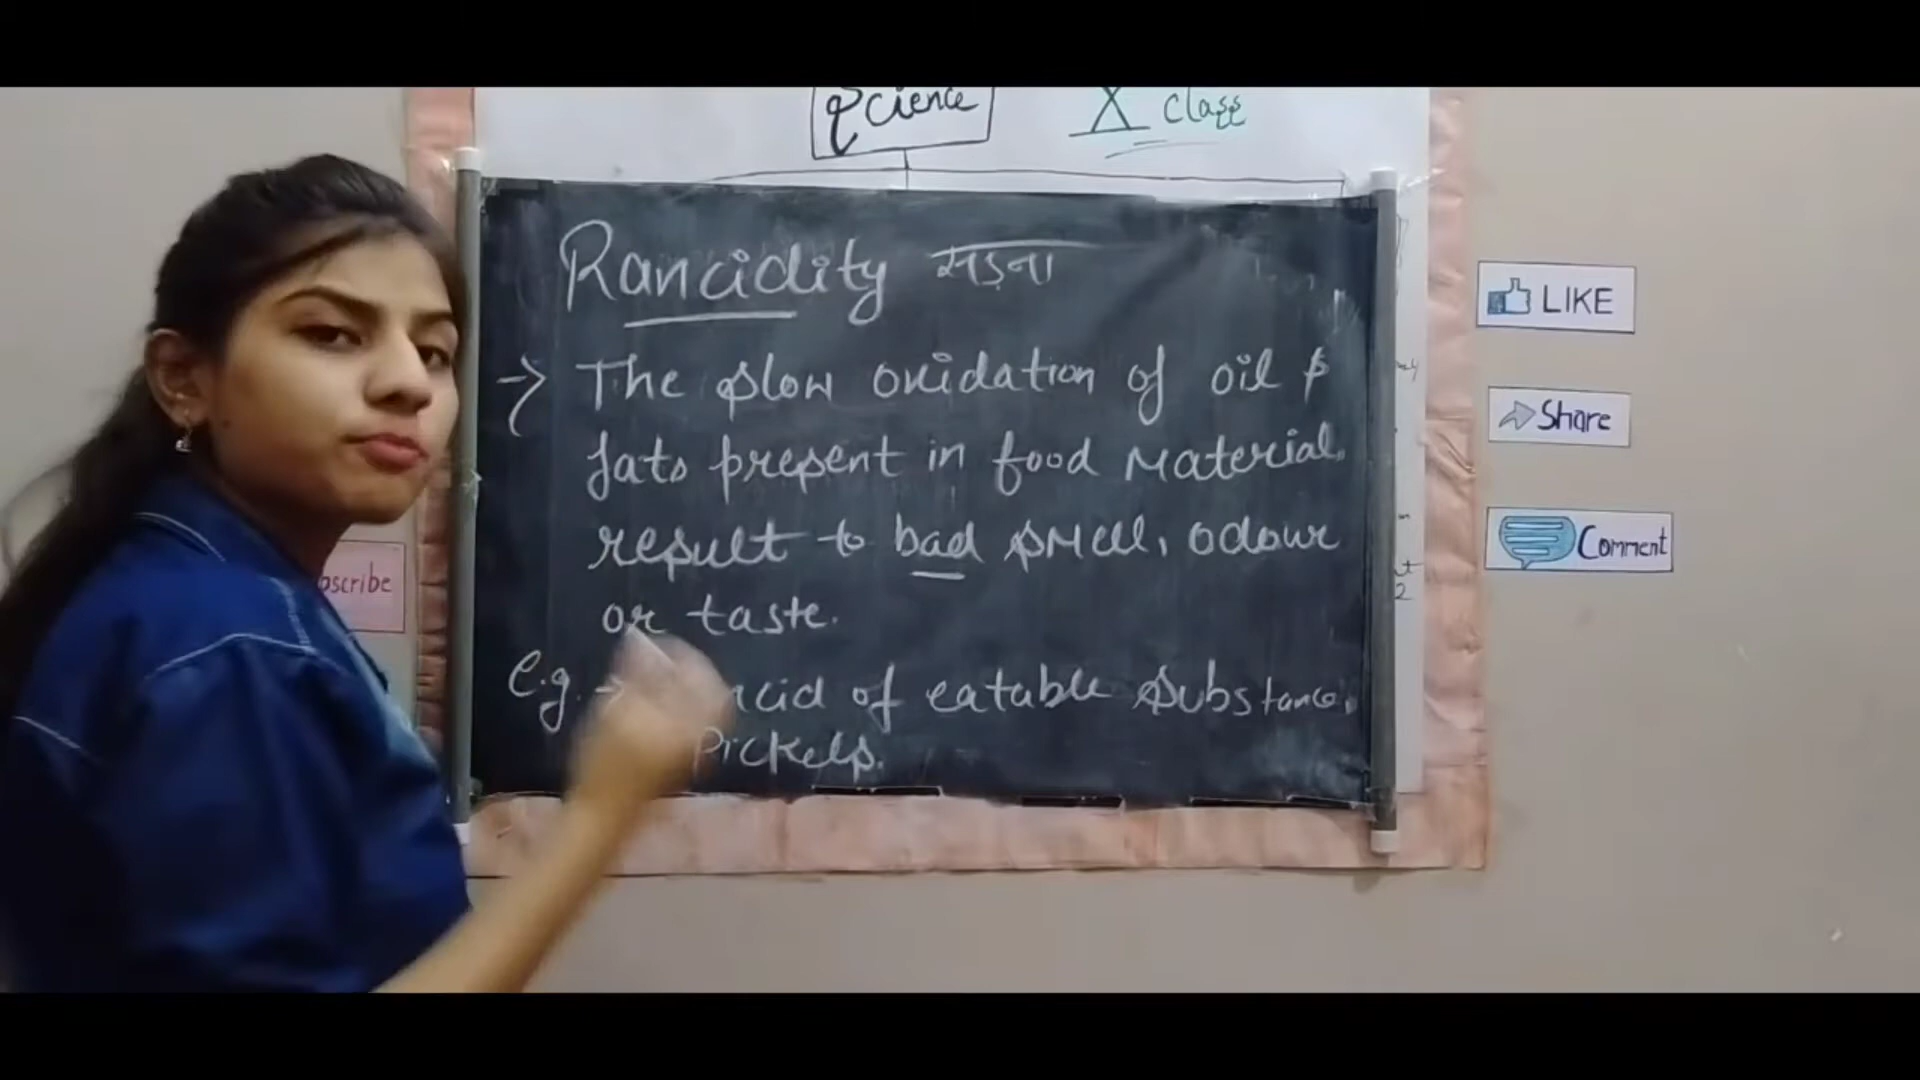 Science
X class
Rancidity सड़ना
→ The slow oxidation of oil &
fats present in food Material.
result to bad smell, odour
or taste.
e.g. → of eatable substance.
Pickels.
LIKE
Share
Comment